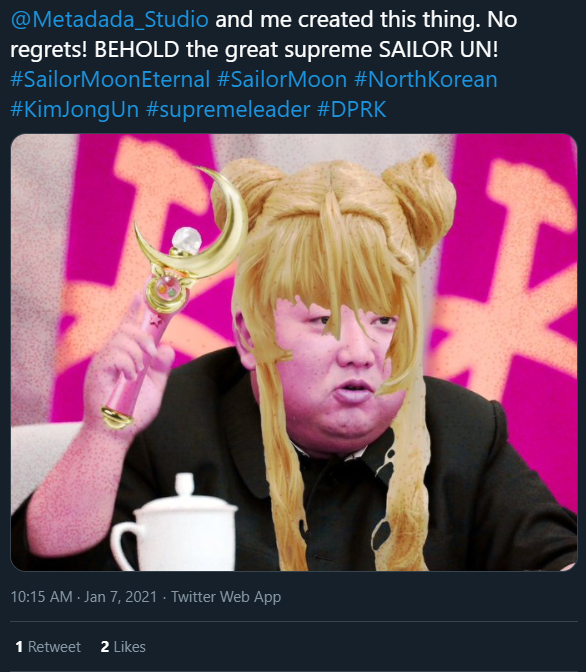 @Metadada_Studio and me created this thing. No
regrets! BEHOLD the great supreme SAILOR UN!
#SailorMoonEternal #SailorMoon #NorthKorean
#KimJongUn #supremeleader #DPRK
10:15 AM · Jan 7, 2021 · Twitter Web App
1 Retweet 2 Likes